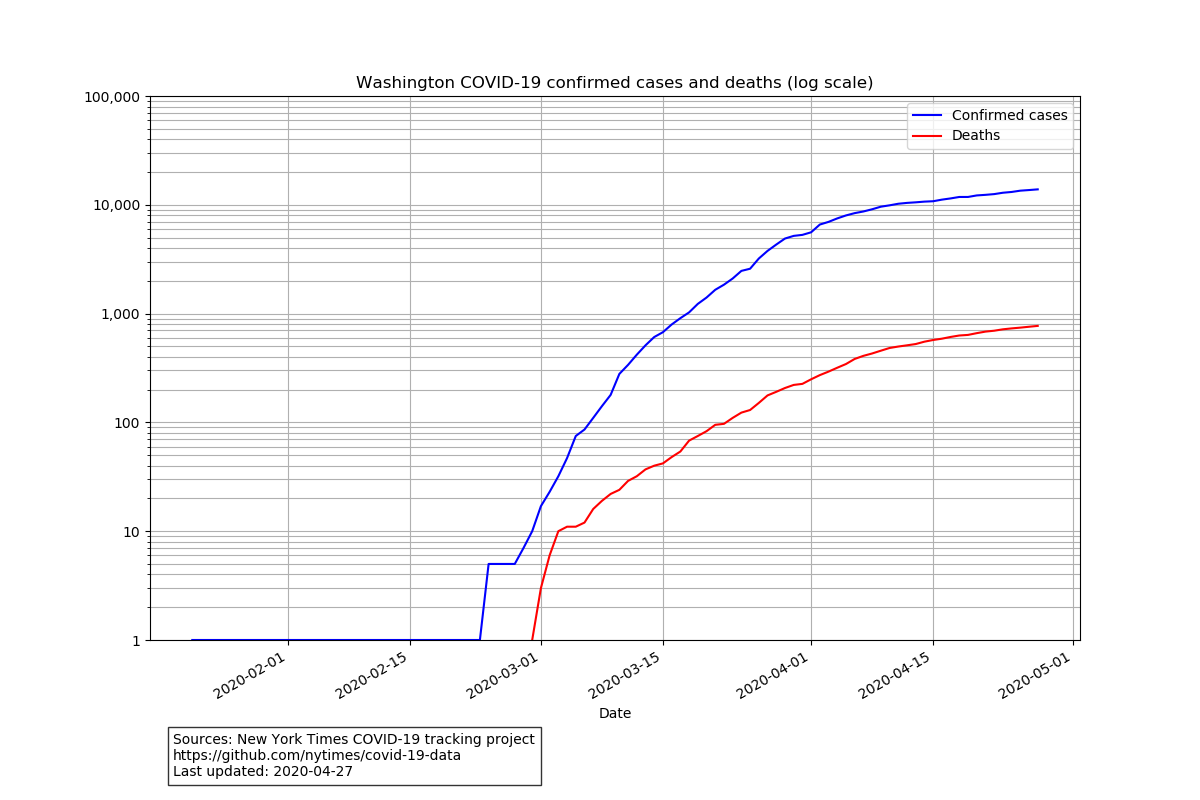 Washington COVID-19 confirmed cases and deaths (log scale)
100,000
10,000
1,000
100
10
1
Confirmed cases
Deaths
2020-02-01
2020-02-15
2020-03-01
2020-03-15
2020-04-01
2020-04-15
2020-05-01
Date
Sources: New York Times COVID-19 tracking project
https://github.com/nytimes/covid-19-data
Last updated: 2020-04-27